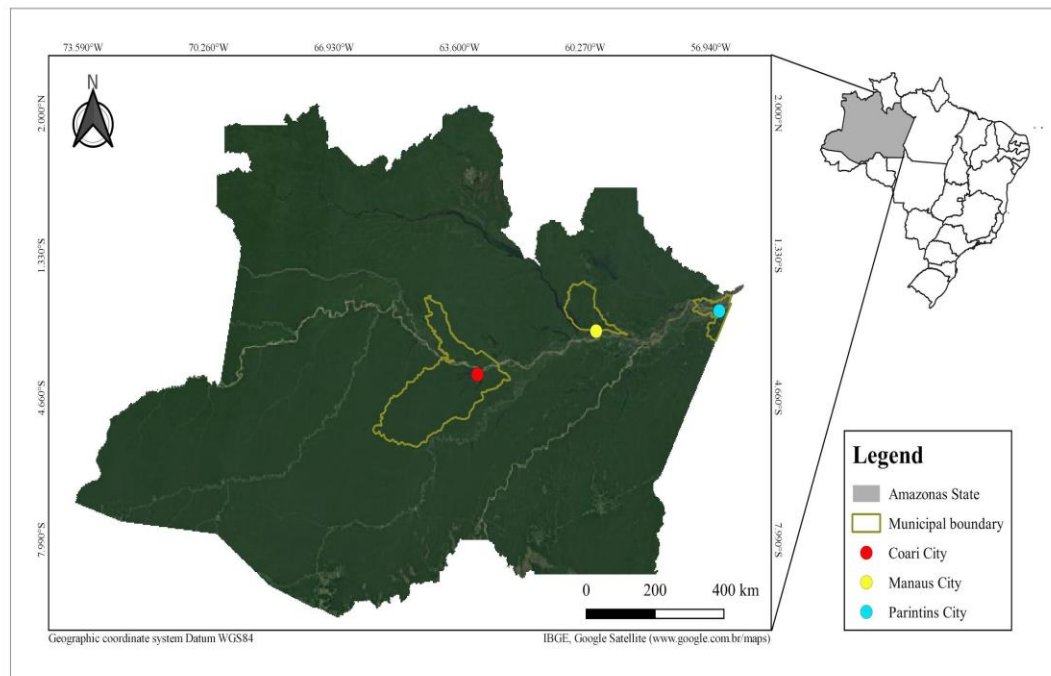 73.590°W 70.260°W 66.930°W 63.600°W 60.270°W 56.940°W
N
2.000°N
2.000°N
1.330°S
1.330°S
4.660°S
4.660°S
7.990°S
7.990°S
0 200 400 km
Geographic coordinate system Datum WGS84
IBGE, Google Satellite (www.google.com.br/maps)
Legend
Amazonas State
Municipal boundary
Coari City
Manaus City
Parintins City